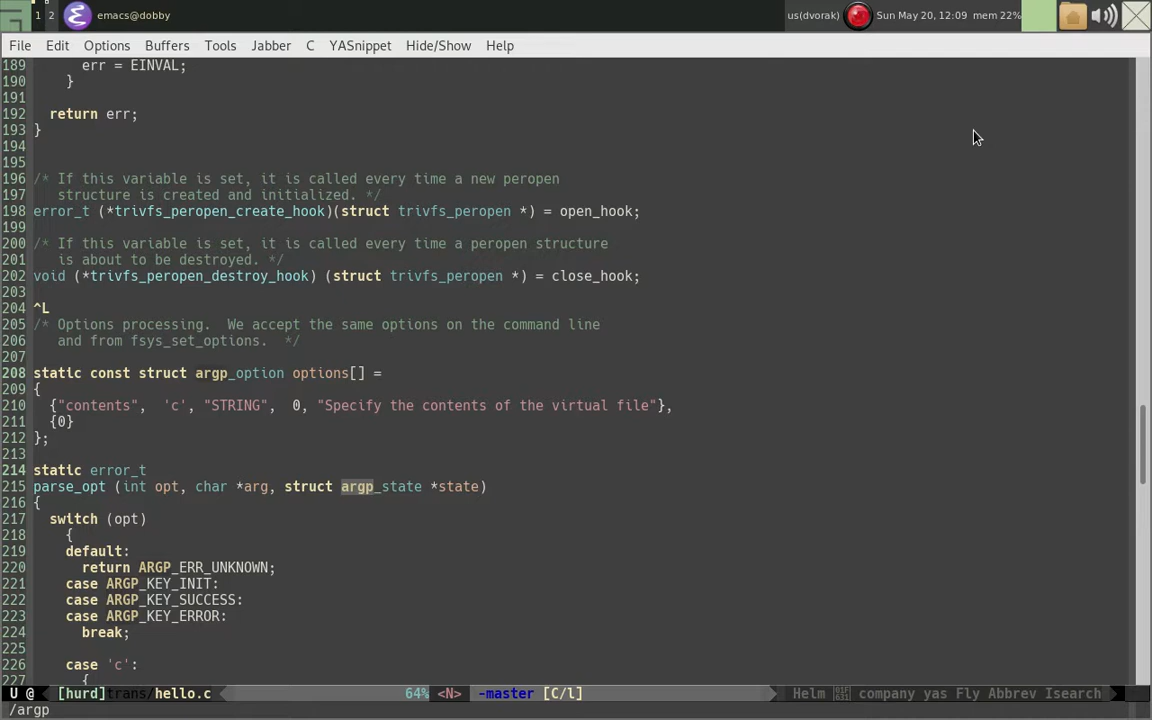 1 2 emacs@dobby us(dvorak) Sun May 20, 12:09 mem 22%
File Edit Options Buffers Tools Jabber C YASnippet Hide/Show Help
189       err = EINVAL;
190     }
191
192   return err;
193 }
194
195
196 /* If this variable is set, it is called every time a new peropen
197    structure is created and initialized. */
198 error_t (*trivfs_peropen_create_hook)(struct trivfs_peropen *) = open_hook;
199
200 /* If this variable is set, it is called every time a peropen structure
201    is about to be destroyed. */
202 void (*trivfs_peropen_destroy_hook) (struct trivfs_peropen *) = close_hook;
203
204 ^L
205 /* Options processing.  We accept the same options on the command line
206    and from fsys_set_options.  */
207
208 static const struct argp_option options[] =
209 {
210   {"contents",  'c', "STRING",  0, "Specify the contents of the virtual file"},
211   {0}
212 };
213
214 static error_t
215 parse_opt (int opt, char *arg, struct argp_state *state)
216 {
217   switch (opt)
218     {
219     default:
220       return ARGP_ERR_UNKNOWN;
221     case ARGP_KEY_INIT:
222     case ARGP_KEY_SUCCESS:
223     case ARGP_KEY_ERROR:
224       break;
225
226     case 'c':
227       {
U @ [hurd]trans/hello.c 64% <N> -master [C/l] Helm company yas Fly Abbrev Isearch
/argp